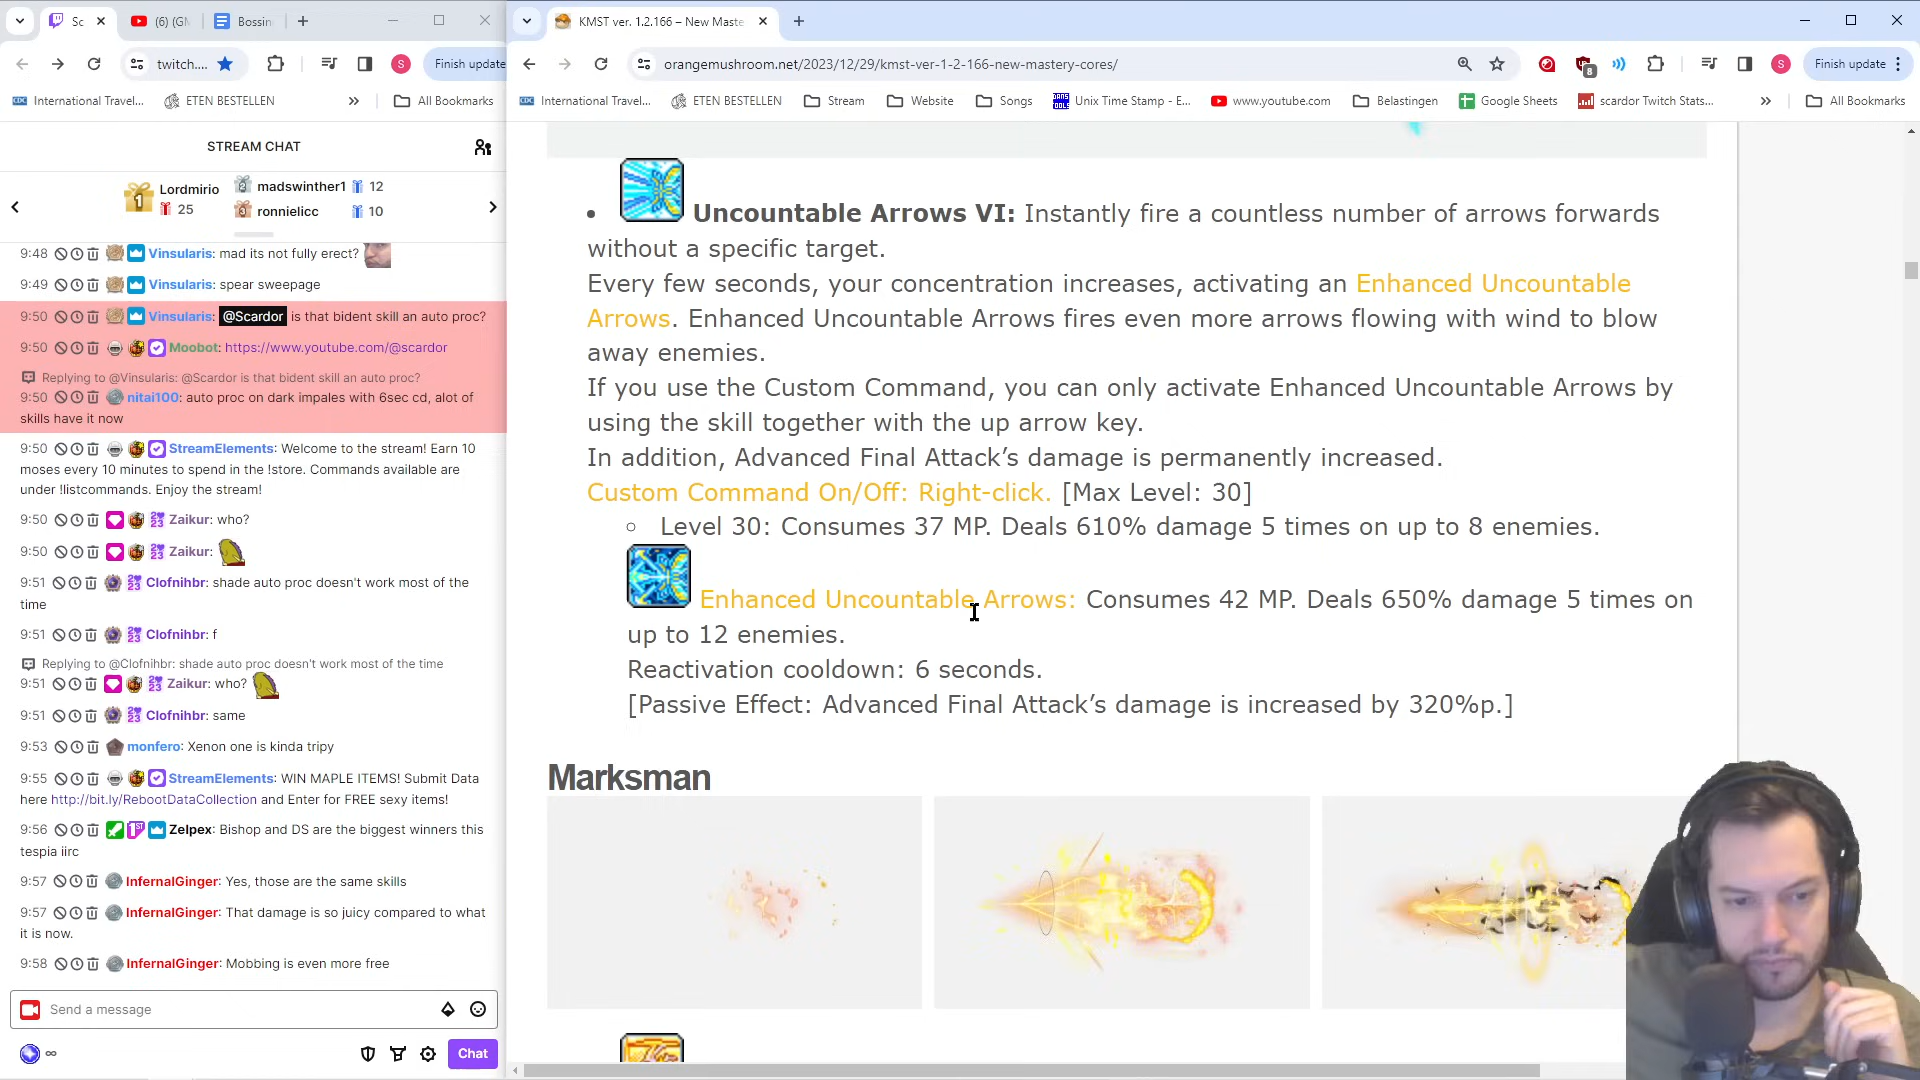 Sc
(6) (GM
Bossin
KMST ver. 1.2.166 – New Maste
twitch....
S
Finish update
orangemushroom.net/2023/12/29/kmst-ver-1-2-166-new-mastery-cores/
8
S
Finish update
International Travel...
ETEN BESTELLEN
All Bookmarks
International Travel...
ETEN BESTELLEN
Stream
Website
Songs
Unix Time Stamp - E...
www.youtube.com
Belastingen
Google Sheets
scardor Twitch Stats...
All Bookmarks
STREAM CHAT
1
Lordmirio
25
2
madswinther1
12
3
ronnielicc
10
9:48 Vinsularis: mad its not fully erect?
9:49 Vinsularis: spear sweepage
9:50 Vinsularis: @Scardor is that bident skill an auto proc?
9:50 Moobot: https://www.youtube.com/@scardor
Replying to @Vinsularis: @Scardor is that bident skill an auto proc?
9:50 nitai100: auto proc on dark impales with 6sec cd, alot of
skills have it now
9:50 StreamElements: Welcome to the stream! Earn 10
moses every 10 minutes to spend in the !store. Commands available are
under !listcommands. Enjoy the stream!
9:50 Zaikur: who?
9:50 Zaikur:
9:51 Clofnihbr: shade auto proc doesn't work most of the
time
9:51 Clofnihbr: f
Replying to @Clofnihbr: shade auto proc doesn't work most of the time
9:51 Zaikur: who?
9:51 Clofnihbr: same
9:53 monfero: Xenon one is kinda tripy
9:55 StreamElements: WIN MAPLE ITEMS! Submit Data
here http://bit.ly/RebootDataCollection and Enter for FREE sexy items!
9:56 Zelpex: Bishop and DS are the biggest winners this
tespia iirc
9:57 InfernalGinger: Yes, those are the same skills
9:57 InfernalGinger: That damage is so juicy compared to what
it is now.
9:58 InfernalGinger: Mobbing is even more free
Send a message
∞
Chat
• Uncountable Arrows VI: Instantly fire a countless number of arrows forwards
without a specific target.
Every few seconds, your concentration increases, activating an Enhanced Uncountable
Arrows. Enhanced Uncountable Arrows fires even more arrows flowing with wind to blow
away enemies.
If you use the Custom Command, you can only activate Enhanced Uncountable Arrows by
using the skill together with the up arrow key.
In addition, Advanced Final Attack’s damage is permanently increased.
Custom Command On/Off: Right-click. [Max Level: 30]
○ Level 30: Consumes 37 MP. Deals 610% damage 5 times on up to 8 enemies.
Enhanced Uncountable Arrows: Consumes 42 MP. Deals 650% damage 5 times on
up to 12 enemies.
Reactivation cooldown: 6 seconds.
[Passive Effect: Advanced Final Attack’s damage is increased by 320%p.]
Marksman